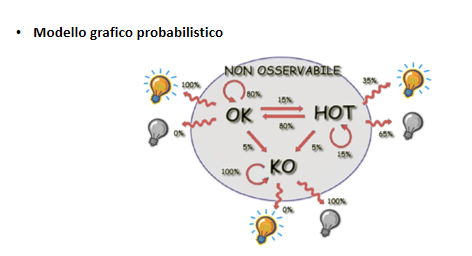 • Modello grafico probabilistico
NON OSSERVABILE
100%
80%
35%
15%
OK
HOT
0%
80%
65%
5%
5%
15%
100%
KO
0%
100%